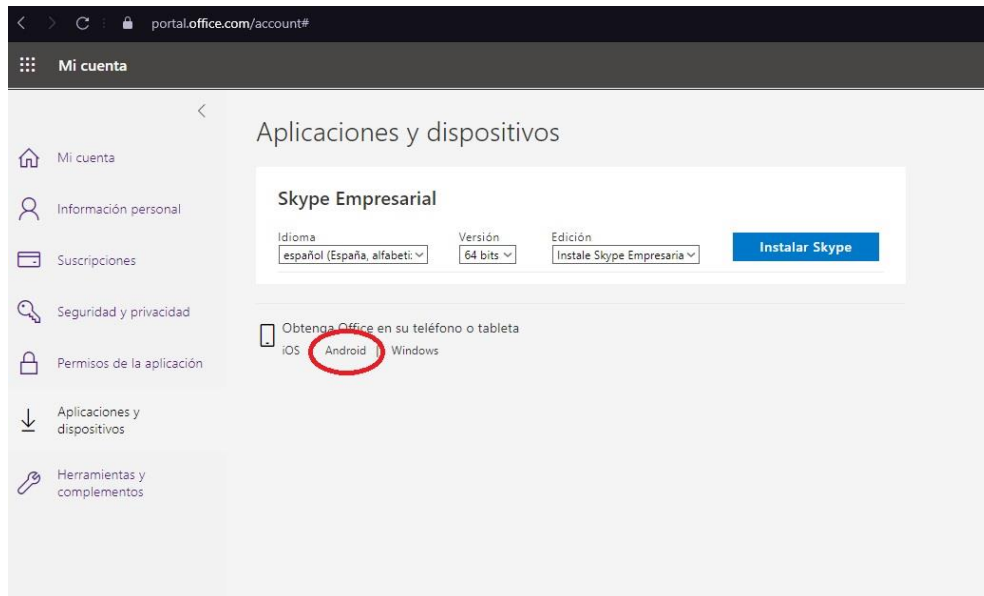 portal.office.com/account#
Mi cuenta
Mi cuenta
Información personal
Suscripciones
Seguridad y privacidad
Permisos de la aplicación
Aplicaciones y
dispositivos
Herramientas y
complementos
Aplicaciones y dispositivos
Skype Empresarial
Idioma Versión Edición
español (España, alfabeti: 64 bits Instale Skype Empresaria Instalar Skype
Obtenga Office en su teléfono o tableta
iOS Android | Windows